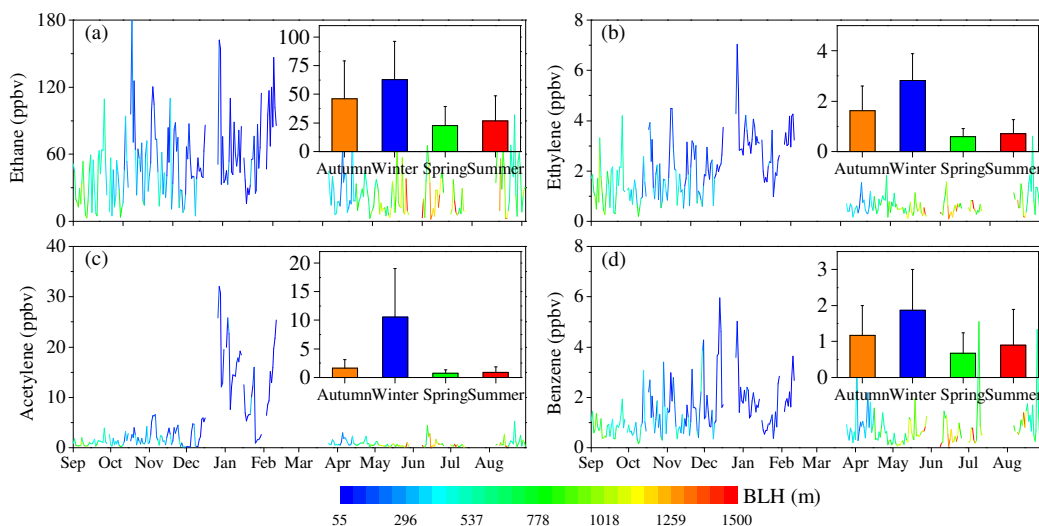 (a)
Ethane (ppbv)
180
120
60
0
100
75
50
25
0
Autumn Winter Spring Summer
(b)
Ethylene (ppbv)
8
6
4
2
0
4
2
0
Autumn Winter Spring Summer
(c)
Acetylene (ppbv)
40
30
20
10
0
20
15
10
5
0
Autumn Winter Spring Summer
Sep Oct Nov Dec Jan Feb Mar Apr May Jun Jul Aug
(d)
Benzene (ppbv)
8
6
4
2
0
3
2
1
0
Autumn Winter Spring Summer
Sep Oct Nov Dec Jan Feb Mar Apr May Jun Jul Aug
BLH (m)
55 296 537 778 1018 1259 1500